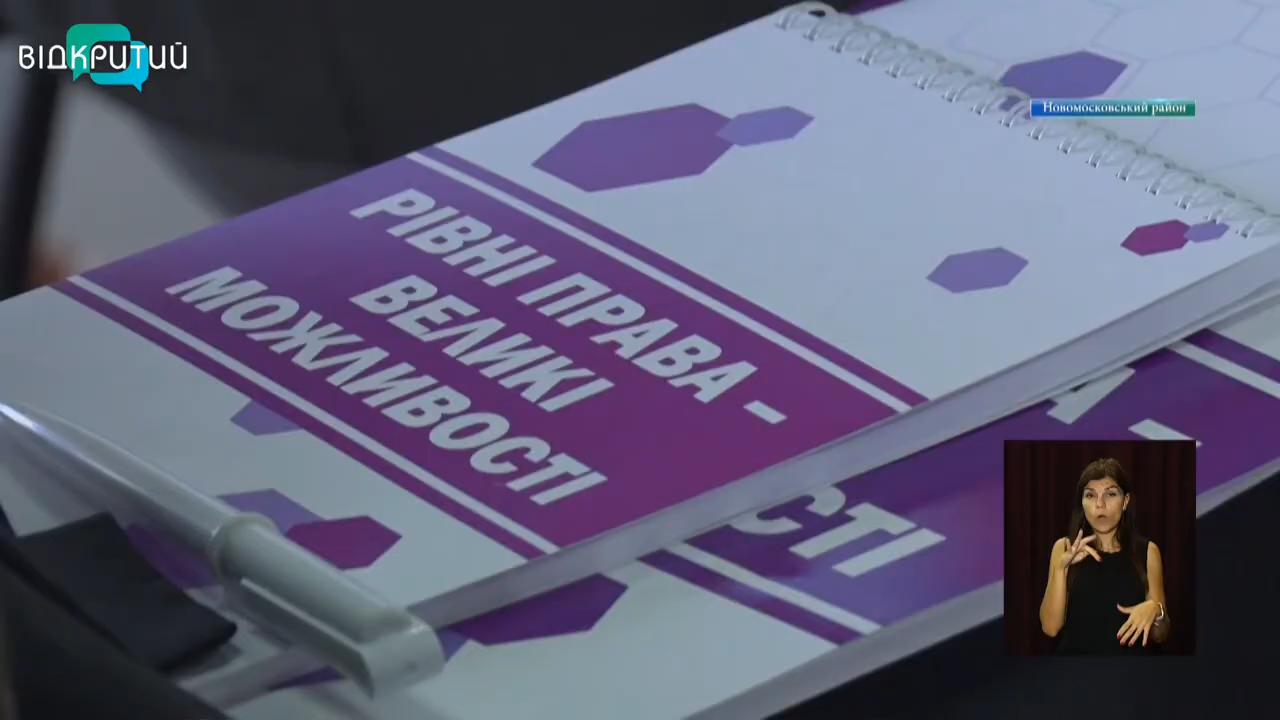 ВІДКРИТИЙ
Новомосковський район
РІВНІ ПРАВА –
ВЕЛИКІ
МОЖЛИВОСТІ
А –
СТІ